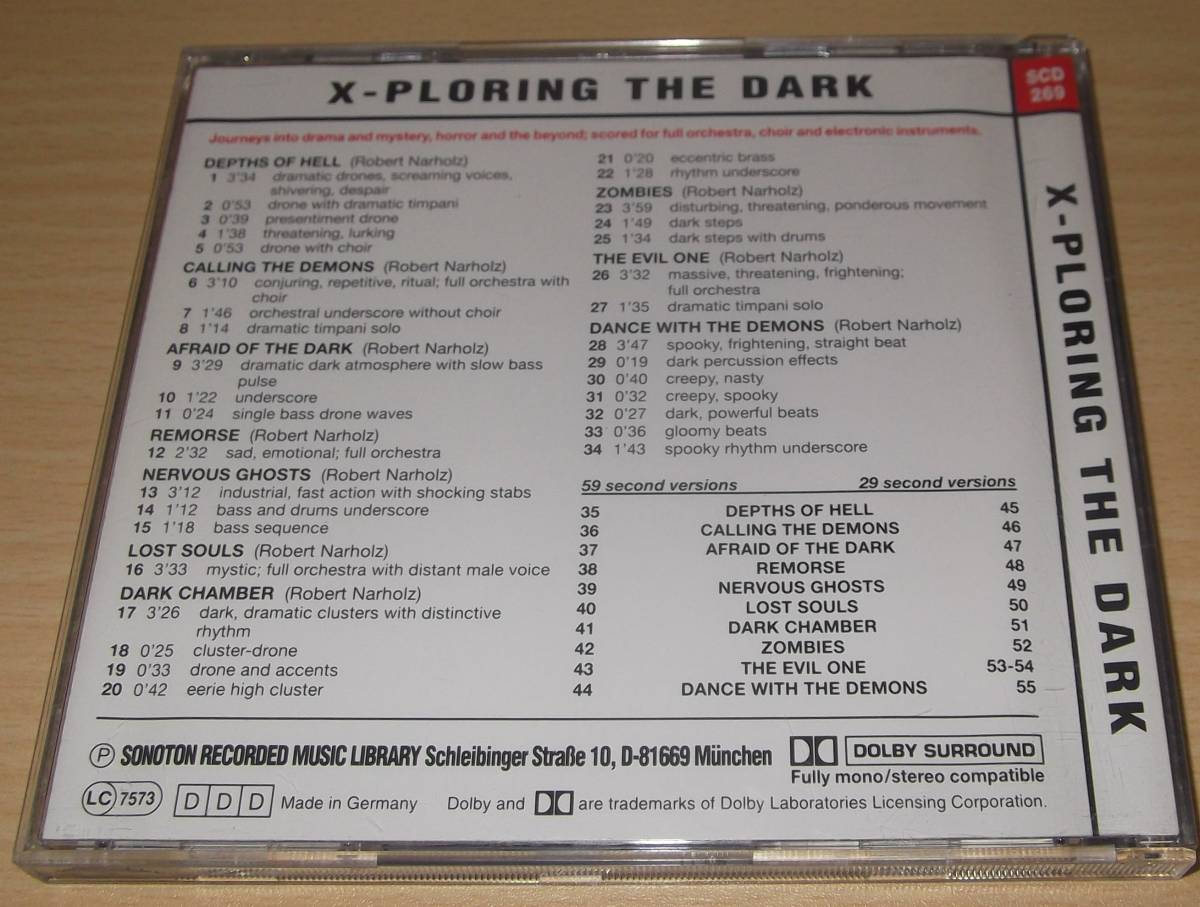 X-PLORING THE DARK
SCD
269
Journeys into drama and mystery, horror and the beyond; scored for full orchestra, choir and electronic instruments.
DEPTHS OF HELL (Robert Narholz)
1 3'34 dramatic drones, screaming voices,
shivering, despair
2 0'53 drone with dramatic timpani
3 0'39 presentiment drone
4 1'38 threatening, lurking
5 0'53 drone with choir
CALLING THE DEMONS (Robert Narholz)
6 3'10 conjuring, repetitive, ritual; full orchestra with
choir
7 1'46 orchestral underscore without choir
8 1'14 dramatic timpani solo
AFRAID OF THE DARK (Robert Narholz)
9 3'29 dramatic dark atmosphere with slow bass
pulse
10 1'22 underscore
11 0'24 single bass drone waves
REMORSE (Robert Narholz)
12 2'32 sad, emotional; full orchestra
NERVOUS GHOSTS (Robert Narholz)
13 3'12 industrial, fast action with shocking stabs
14 1'12 bass and drums underscore
15 1'18 bass sequence
LOST SOULS (Robert Narholz)
16 3'33 mystic; full orchestra with distant male voice
DARK CHAMBER (Robert Narholz)
17 3'26 dark, dramatic clusters with distinctive
rhythm
18 0'25 cluster-drone
19 0'33 drone and accents
20 0'42 eerie high cluster
21 0'20 eccentric brass
22 1'28 rhythm underscore
ZOMBIES (Robert Narholz)
23 3'59 disturbing, threatening, ponderous movement
24 1'49 dark steps
25 1'34 dark steps with drums
THE EVIL ONE (Robert Narholz)
26 3'32 massive, threatening, frightening;
full orchestra
27 1'35 dramatic timpani solo
DANCE WITH THE DEMONS (Robert Narholz)
28 3'47 spooky, frightening, straight beat
29 0'19 dark percussion effects
30 0'40 creepy, nasty
31 0'32 creepy, spooky
32 0'27 dark, powerful beats
33 0'36 gloomy beats
34 1'43 spooky rhythm underscore
59 second versions 29 second versions
35 DEPTHS OF HELL 45
36 CALLING THE DEMONS 46
37 AFRAID OF THE DARK 47
38 REMORSE 48
39 NERVOUS GHOSTS 49
40 LOST SOULS 50
41 DARK CHAMBER 51
42 ZOMBIES 52
43 THE EVIL ONE 53-54
44 DANCE WITH THE DEMONS 55
Ⓟ SONOTON RECORDED MUSIC LIBRARY Schleibinger Straße 10, D-81669 München
DOLBY SURROUND
Fully mono/stereo compatible
LC 7573 DDD Made in Germany Dolby and are trademarks of Dolby Laboratories Licensing Corporation.
X-PLORING THE DARK